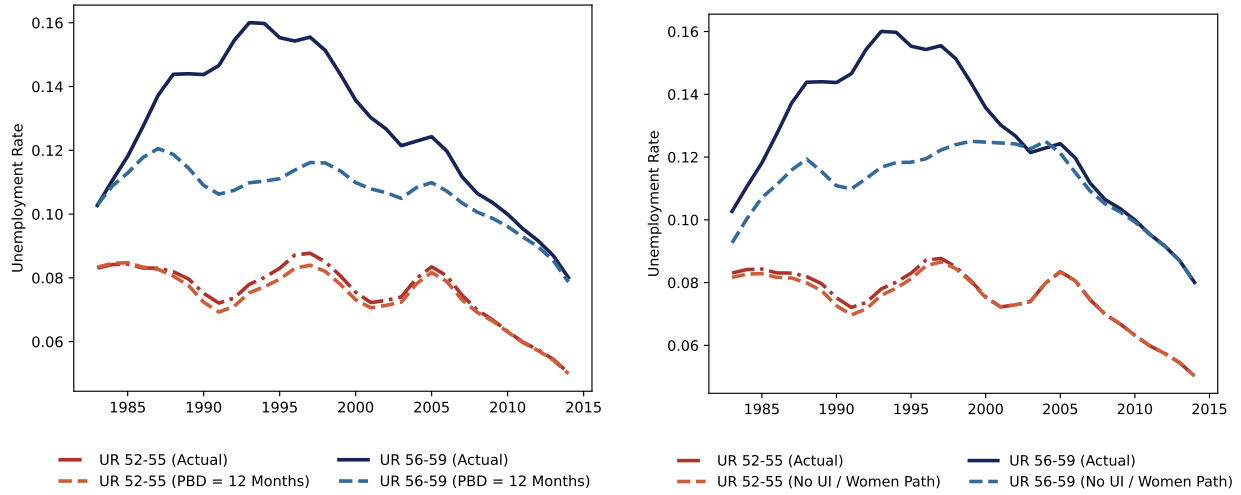 Unemployment Rate
0.16
0.14
0.12
0.10
0.08
0.06
1985 1990 1995 2000 2005 2010 2015
UR 52-55 (Actual)
UR 52-55 (PBD = 12 Months)
UR 56-59 (Actual)
UR 56-59 (PBD = 12 Months)
Unemployment Rate
0.16
0.14
0.12
0.10
0.08
0.06
1985 1990 1995 2000 2005 2010 2015
UR 52-55 (Actual)
UR 52-55 (No UI / Women Path)
UR 56-59 (Actual)
UR 56-59 (No UI / Women Path)